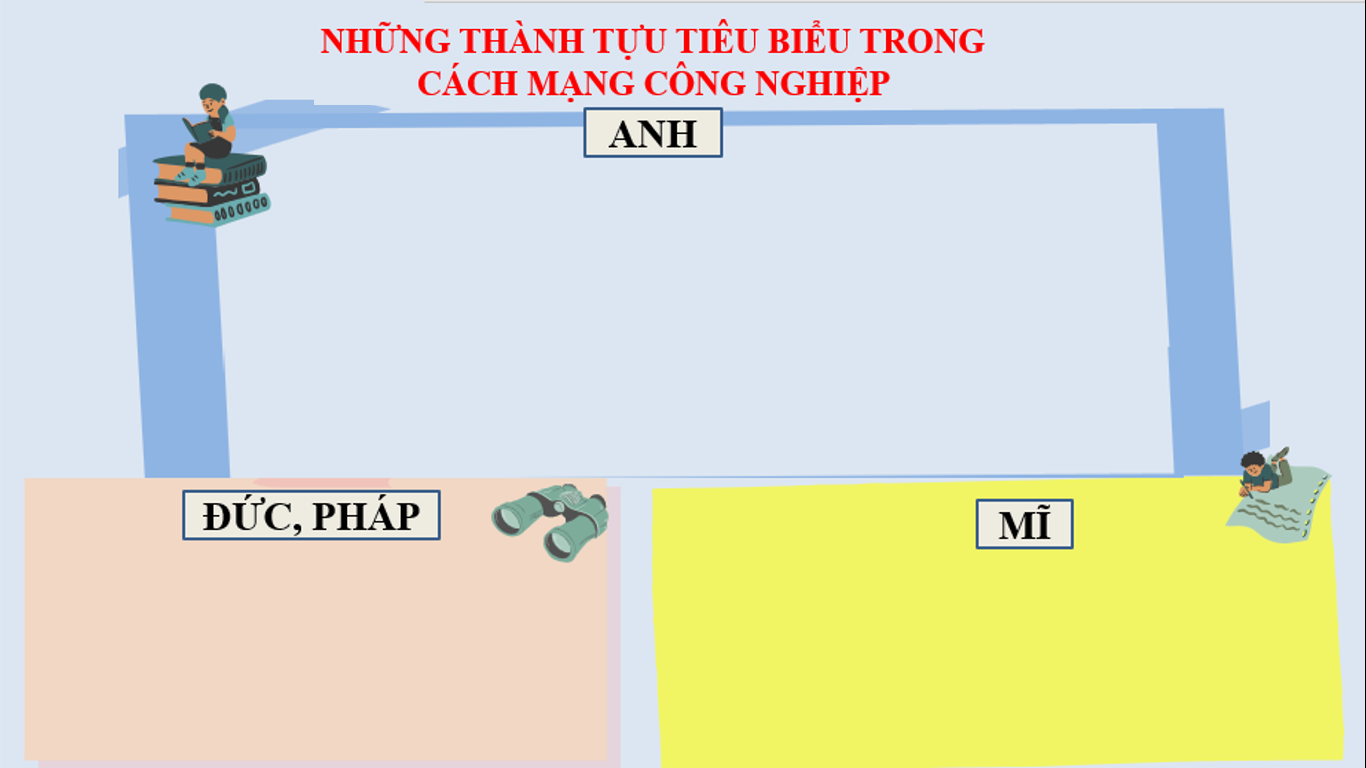 NHỮNG THÀNH TỰU TIÊU BIỂU TRONG
CÁCH MẠNG CÔNG NGHIỆP
ANH
ĐỨC, PHÁP
MĨ